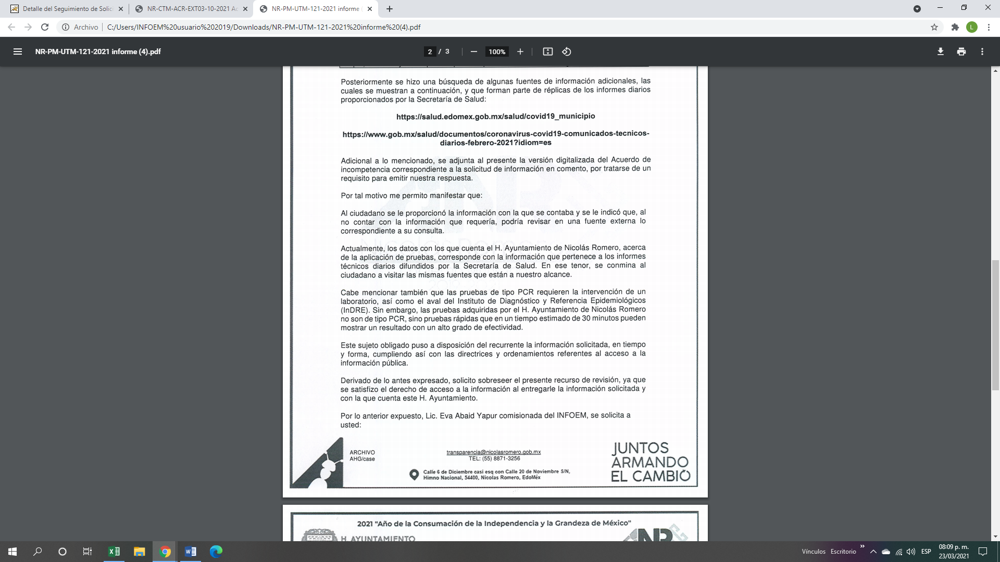 Detalle del Seguimiento de Solici
NR-CTM-ACR-EXT03-10-2021 Ac
NR-PM-UTM-121-2021 informe (
Archivo
C:/Users/INFOEM%20usuario%202019/Downloads/NR-PM-UTM-121-2021%20informe%20(4).pdf
L
NR-PM-UTM-121-2021 informe (4).pdf
2 / 3
100%
Posteriormente se hizo una búsqueda de algunas fuentes de información adicionales, las
cuales se muestran a continuación, y que forman parte de réplicas de los informes diarios
proporcionados por la Secretaría de Salud:
https://salud.edomex.gob.mx/salud/covid19_municipio
https://www.gob.mx/salud/documentos/coronavirus-covid19-comunicados-tecnicos-
diarios-febrero-2021?idiom=es
Adicional a lo mencionado, se adjunta al presente la versión digitalizada del Acuerdo de
incompetencia correspondiente a la solicitud de información en comento, por tratarse de un
requisito para emitir nuestra respuesta.
Por tal motivo me permito manifestar que:
Al ciudadano se le proporcionó la información con la que se contaba y se le indicó que, al
no contar con la información que requería, podría revisar en una fuente externa lo
correspondiente a su consulta.
Actualmente, los datos con los que cuenta el H. Ayuntamiento de Nicolás Romero, acerca
de la aplicación de pruebas, corresponde con la información que pertenece a los informes
técnicos diarios difundidos por la Secretaría de Salud. En ese tenor, se conmina al
ciudadano a visitar las mismas fuentes que están a nuestro alcance.
Cabe mencionar también que las pruebas de tipo PCR requieren la intervención de un
laboratorio, así como el aval del Instituto de Diagnóstico y Referencia Epidemiológicos
(InDRE). Sin embargo, las pruebas adquiridas por el H. Ayuntamiento de Nicolás Romero
no son de tipo PCR, sino pruebas rápidas que en un tiempo estimado de 30 minutos pueden
mostrar un resultado con un alto grado de efectividad.
Este sujeto obligado puso a disposición del recurrente la información solicitada, en tiempo
y forma, cumpliendo así con las directrices y ordenamientos referentes al acceso a la
información pública.
Derivado de lo antes expresado, solicito sobreseer el presente recurso de revisión, ya que
se satisfizo el derecho de acceso a la información al entregarle la información solicitada y
con la que cuenta este H. Ayuntamiento.
Por lo anterior expuesto, Lic. Eva Abaid Yapur comisionada del INFOEM, se solicita a
usted:
ARCHIVO
AHG/case
transparencia@nicolasromero.gob.mx
TEL: (55) 8871-3256
Calle 6 de Diciembre casi esq con Calle 20 de Noviembre S/N,
Himno Nacional, 54400, Nicolas Romero, EdoMéx
JUNTOS
ARMANDO
EL CAMBIO
2021 "Año de la Consumación de la Independencia y la Grandeza de México"
H. AYUNTAMIENTO
NR
Vínculos
Escritorio
ESP
08:09 p. m.
23/03/2021